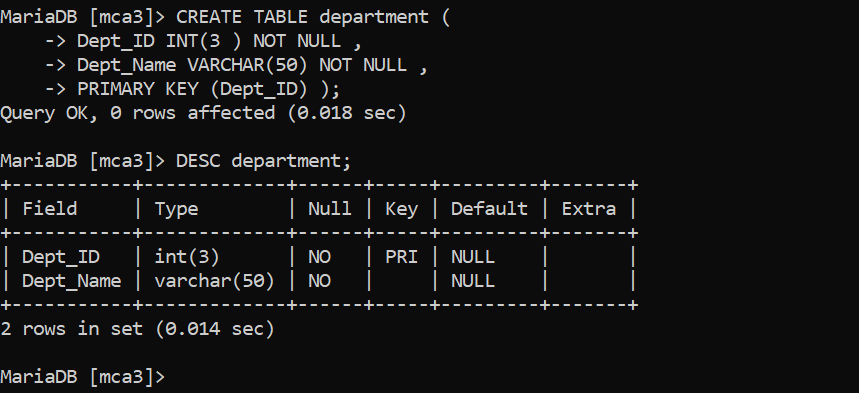 MariaDB [mca3]> CREATE TABLE department (
    -> Dept_ID INT(3 ) NOT NULL ,
    -> Dept_Name VARCHAR(50) NOT NULL ,
    -> PRIMARY KEY (Dept_ID) );
Query OK, 0 rows affected (0.018 sec)

MariaDB [mca3]> DESC department;
+-----------+-------------+------+-----+---------+-------+
| Field     | Type        | Null | Key | Default | Extra |
+-----------+-------------+------+-----+---------+-------+
| Dept_ID   | int(3)      | NO   | PRI | NULL    |       |
| Dept_Name | varchar(50) | NO   |     | NULL    |       |
+-----------+-------------+------+-----+---------+-------+
2 rows in set (0.014 sec)

MariaDB [mca3]>